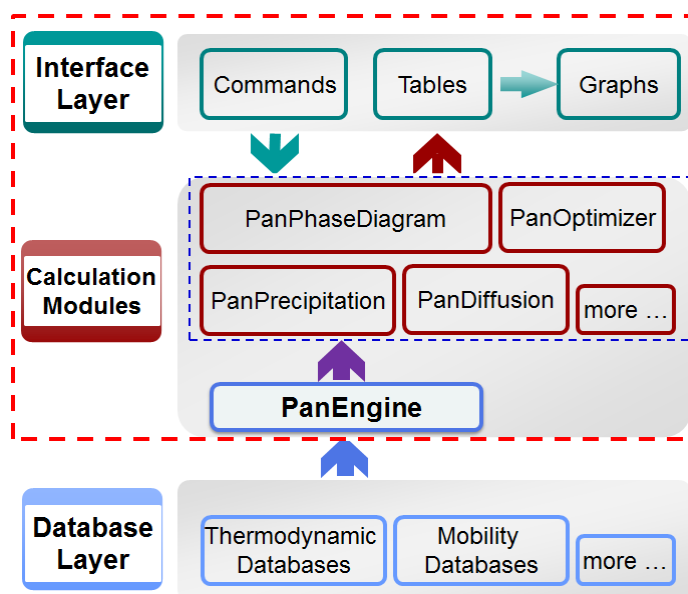 Interface
Layer
Commands
Tables
Graphs
Calculation
Modules
PanPhaseDiagram
PanOptimizer
PanPrecipitation
PanDiffusion
more ...
PanEngine
Database
Layer
Thermodynamic
Databases
Mobility
Databases
more ...